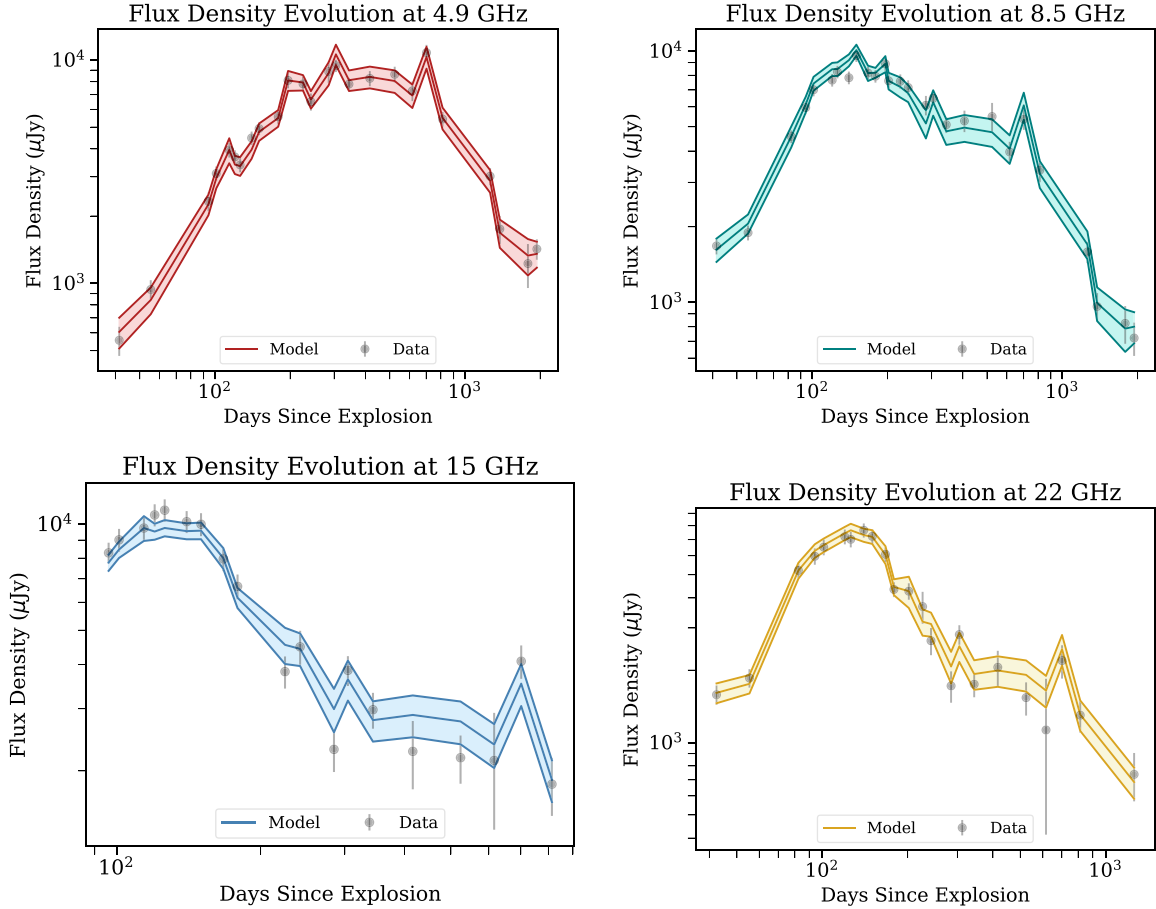 Flux Density Evolution at 4.9 GHz
Flux Density (μJy)
10⁴
10³
Model
Data
10²
10³
Days Since Explosion
Flux Density Evolution at 8.5 GHz
Flux Density (μJy)
10⁴
10³
Model
Data
10²
10³
Days Since Explosion
Flux Density Evolution at 15 GHz
Flux Density (μJy)
10⁴
Model
Data
10²
Days Since Explosion
Flux Density Evolution at 22 GHz
Flux Density (μJy)
10³
Model
Data
10²
10³
Days Since Explosion